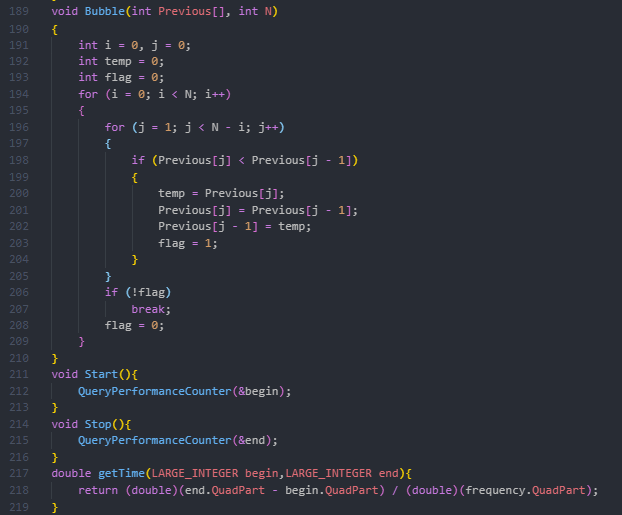 189 void Bubble(int Previous[], int N)
190 {
191     int i = 0, j = 0;
192     int temp = 0;
193     int flag = 0;
194     for (i = 0; i < N; i++)
195     {
196         for (j = 1; j < N - i; j++)
197         {
198             if (Previous[j] < Previous[j - 1])
199             {
200                 temp = Previous[j];
201                 Previous[j] = Previous[j - 1];
202                 Previous[j - 1] = temp;
203                 flag = 1;
204             }
205         }
206         if (!flag)
207             break;
208         flag = 0;
209     }
210 }
211 void Start(){
212     QueryPerformanceCounter(&begin);
213 }
214 void Stop(){
215     QueryPerformanceCounter(&end);
216 }
217 double getTime(LARGE_INTEGER begin,LARGE_INTEGER end){
218     return (double)(end.QuadPart - begin.QuadPart) / (double)(frequency.QuadPart);
219 }